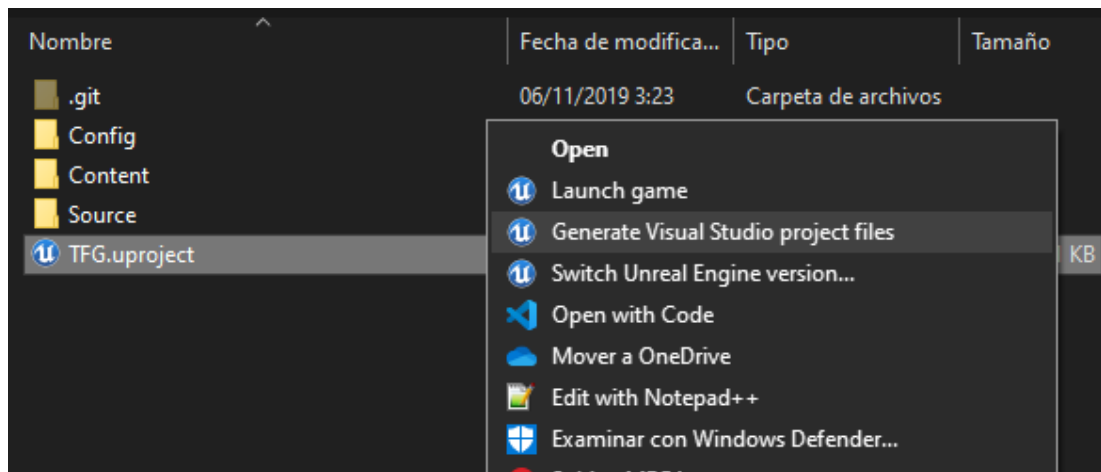 Nombre Fecha de modifica... Tipo Tamaño
.git 06/11/2019 3:23 Carpeta de archivos
Config
Open
Content
Launch game
Source
Generate Visual Studio project files
TFG.uproject KB
Switch Unreal Engine version...
Open with Code
Mover a OneDrive
Edit with Notepad++
Examinar con Windows Defender...